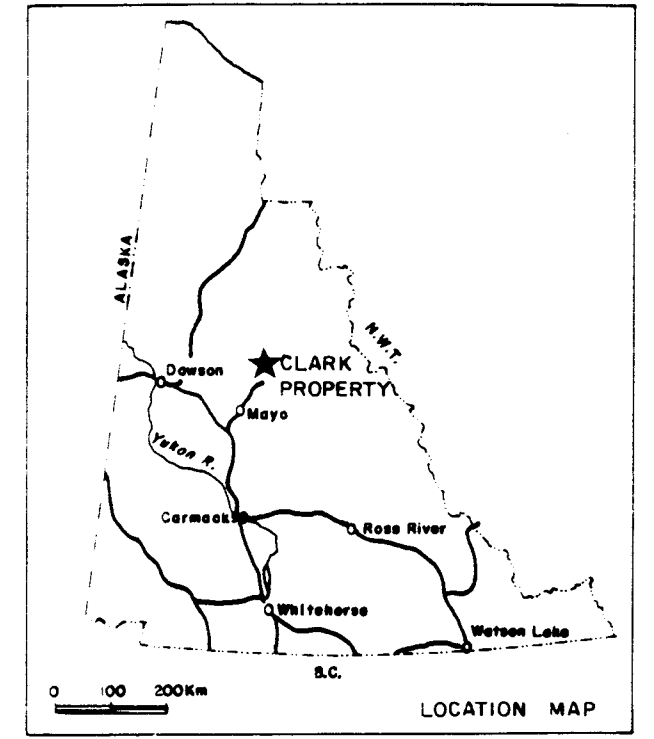 ALASKA
N.W.T.
Dawson
CLARK
PROPERTY
Mayo
Yukon R.
Carmacks
Ross River
Whitehorse
Watson Lake
B.C.
0 100 200Km
LOCATION MAP